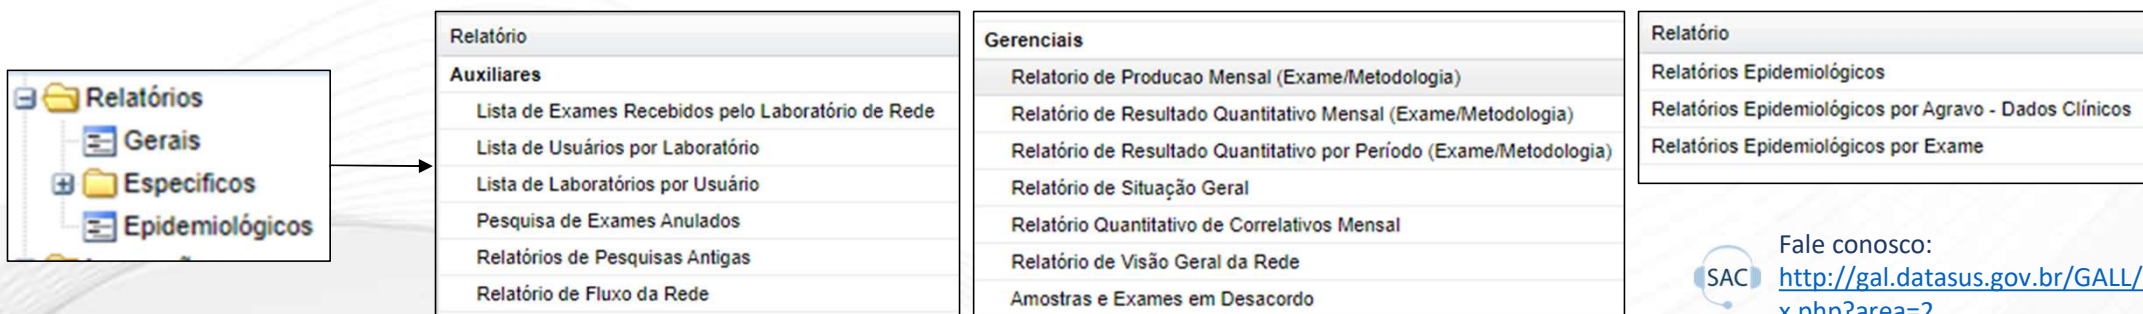 Relatórios
Gerais
Especificos
Epidemiológicos
Relatório
Auxiliares
Lista de Exames Recebidos pelo Laboratório de Rede
Lista de Usuários por Laboratório
Lista de Laboratórios por Usuário
Pesquisa de Exames Anulados
Relatórios de Pesquisas Antigas
Relatório de Fluxo da Rede
Gerenciais
Relatorio de Producao Mensal (Exame/Metodologia)
Relatório de Resultado Quantitativo Mensal (Exame/Metodologia)
Relatório de Resultado Quantitativo por Período (Exame/Metodologia)
Relatório de Situação Geral
Relatório Quantitativo de Correlativos Mensal
Relatório de Visão Geral da Rede
Amostras e Exames em Desacordo
Relatório
Relatórios Epidemiológicos
Relatórios Epidemiológicos por Agravo - Dados Clínicos
Relatórios Epidemiológicos por Exame
SAC
Fale conosco:
http://gal.datasus.gov.br/GALL/
x.php?area=2